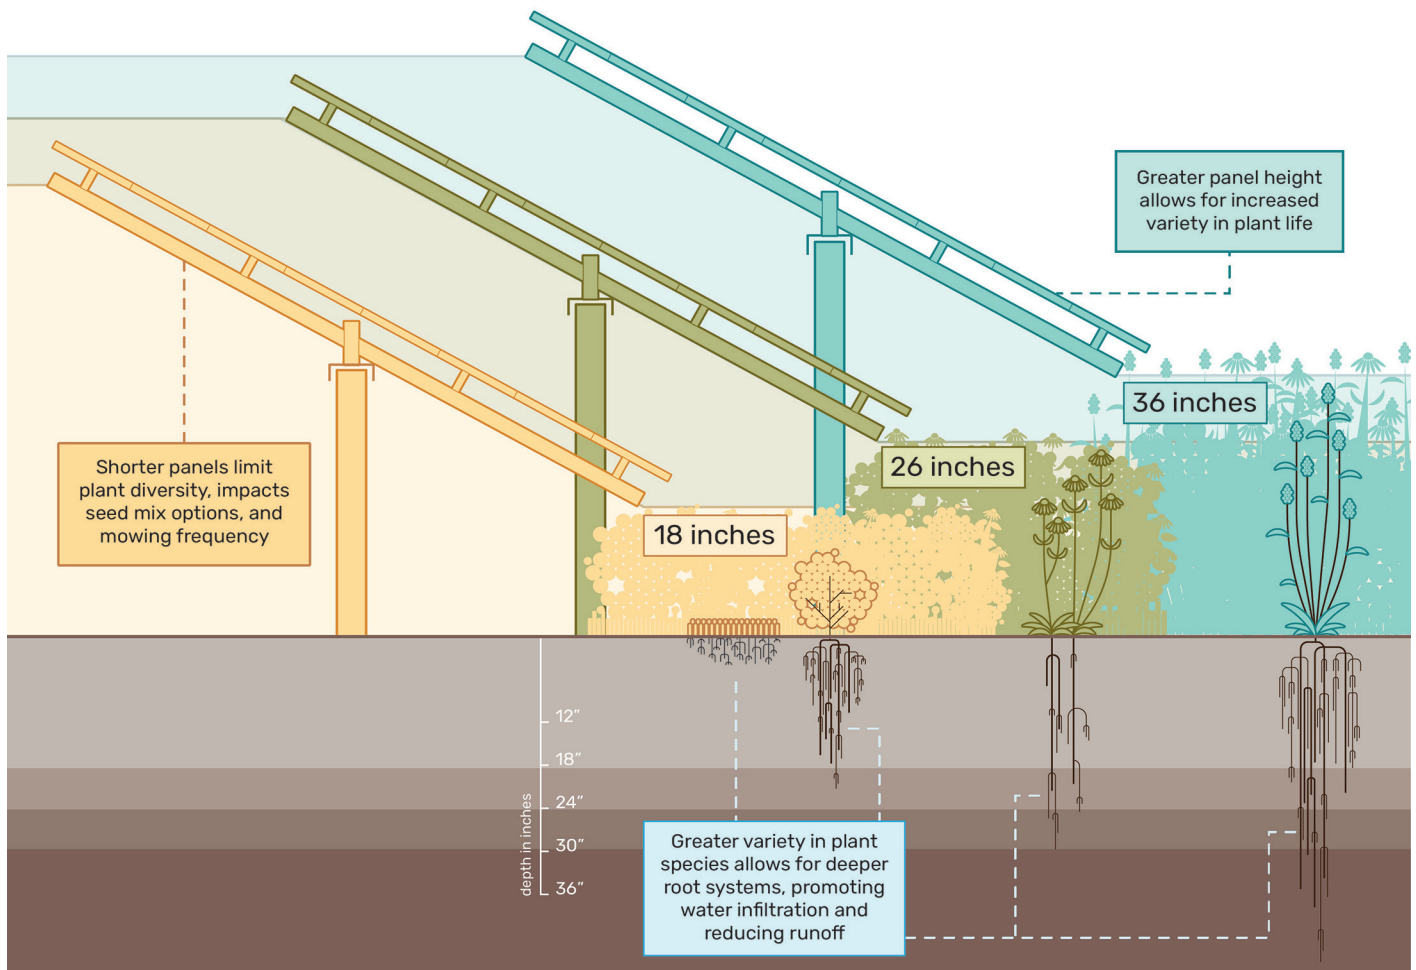 Greater panel height
allows for increased
variety in plant life
36 inches
26 inches
Shorter panels limit
plant diversity, impacts
seed mix options, and
mowing frequency
18 inches
depth in inches
12”
18”
24”
30”
36”
Greater variety in plant
species allows for deeper
root systems, promoting
water infiltration and
reducing runoff